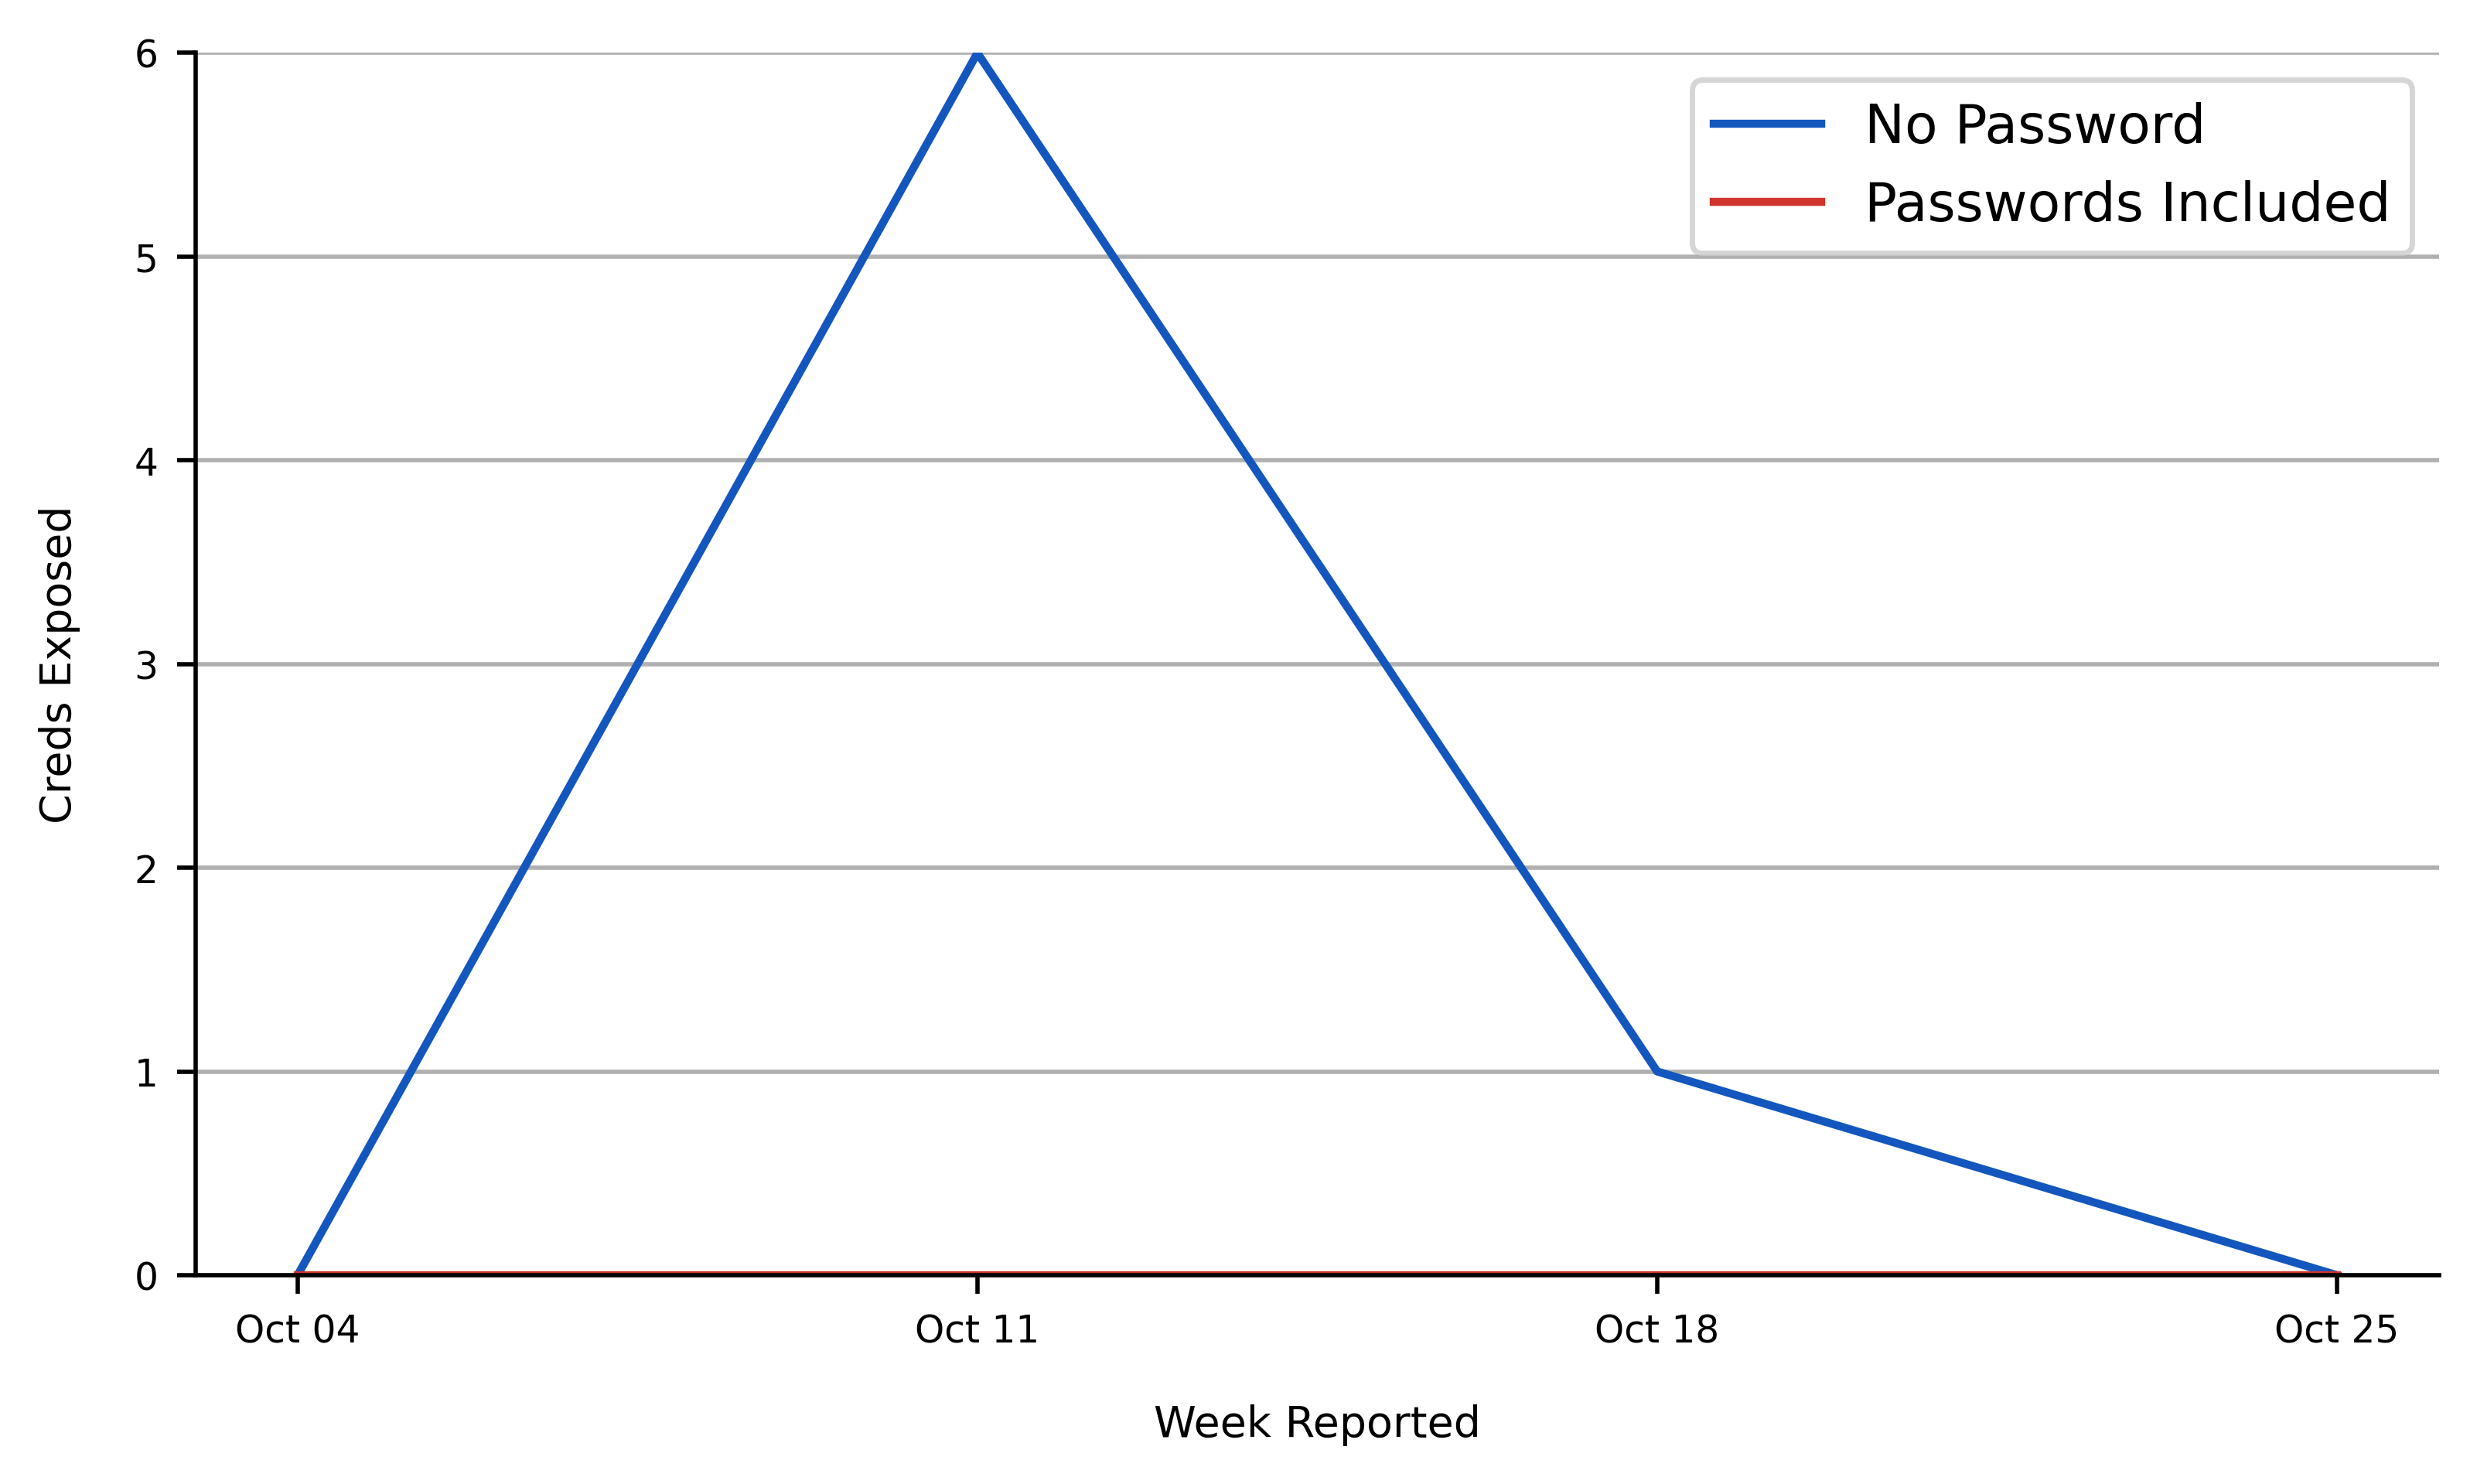 6
5
4
3
2
1
0
Creds Exposed
No Password
Passwords Included
Oct 04
Oct 11
Oct 18
Oct 25
Week Reported